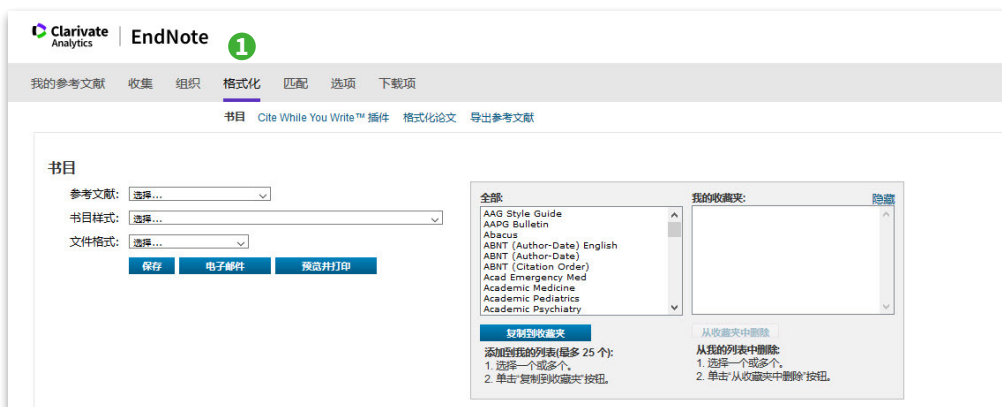 Clarivate
Analytics
EndNote
1
我的参考文献 收集 组织 格式化 匹配 选项 下载项
书目 Cite While You Write™ 插件 格式化论文 导出参考文献
书目
参考文献: 选择...
书目样式: 选择...
文件格式: 选择...
保存 电子邮件 预览并打印
全部:
AAG Style Guide
AAPG Bulletin
Abacus
ABNT (Author-Date) English
ABNT (Author-Date)
ABNT (Citation Order)
Acad Emergency Med
Academic Medicine
Academic Pediatrics
Academic Psychiatry
复制到收藏夹
添加到我的列表(最多 25 个):
1. 选择一个或多个。
2. 单击“复制到收藏夹”按钮。
我的收藏夹: 隐藏
从收藏夹中删除
从我的列表中删除:
1. 选择一个或多个。
2. 单击“从收藏夹中删除”按钮。